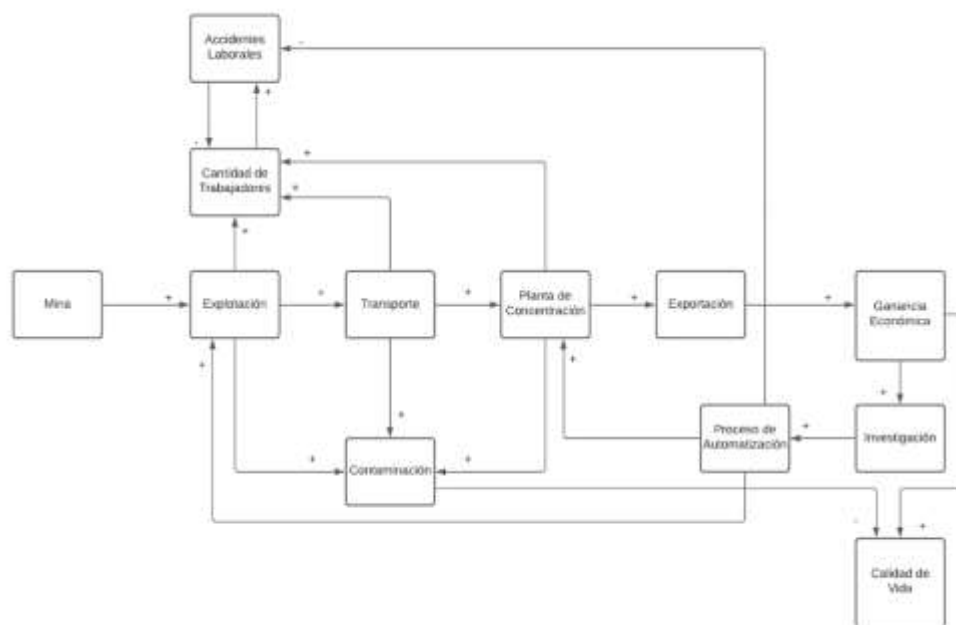 Accidentes
Laborales
-
+
-
+
Cantidad de
Trabajadores
+
+
Mina
+
Explotación
+
Transporte
+
Planta de
Concentración
+
Exportación
+
Ganancia
Económica
+
+
+
+
Proceso de
Automatización
+
Investigación
+
Contaminación
+
-
+
Calidad de
Vida